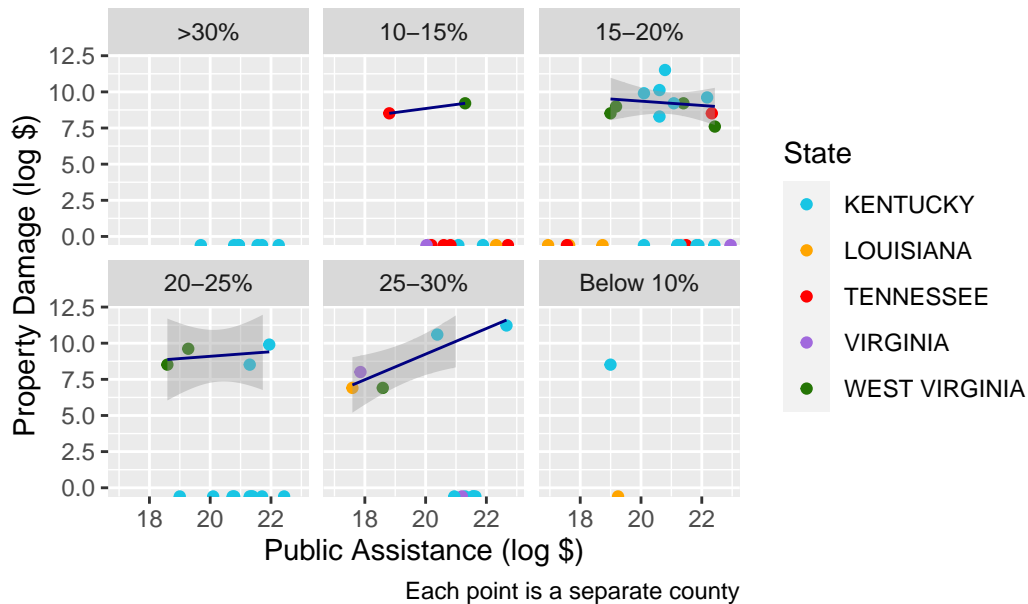 >30%
10−15%
15−20%
12.5
10.0
7.5
5.0
2.5
0.0
20−25%
25−30%
Below 10%
12.5
10.0
7.5
5.0
2.5
0.0
18 20 22 18 20 22 18 20 22
Property Damage (log $)
Public Assistance (log $)
Each point is a separate county
State
KENTUCKY
LOUISIANA
TENNESSEE
VIRGINIA
WEST VIRGINIA